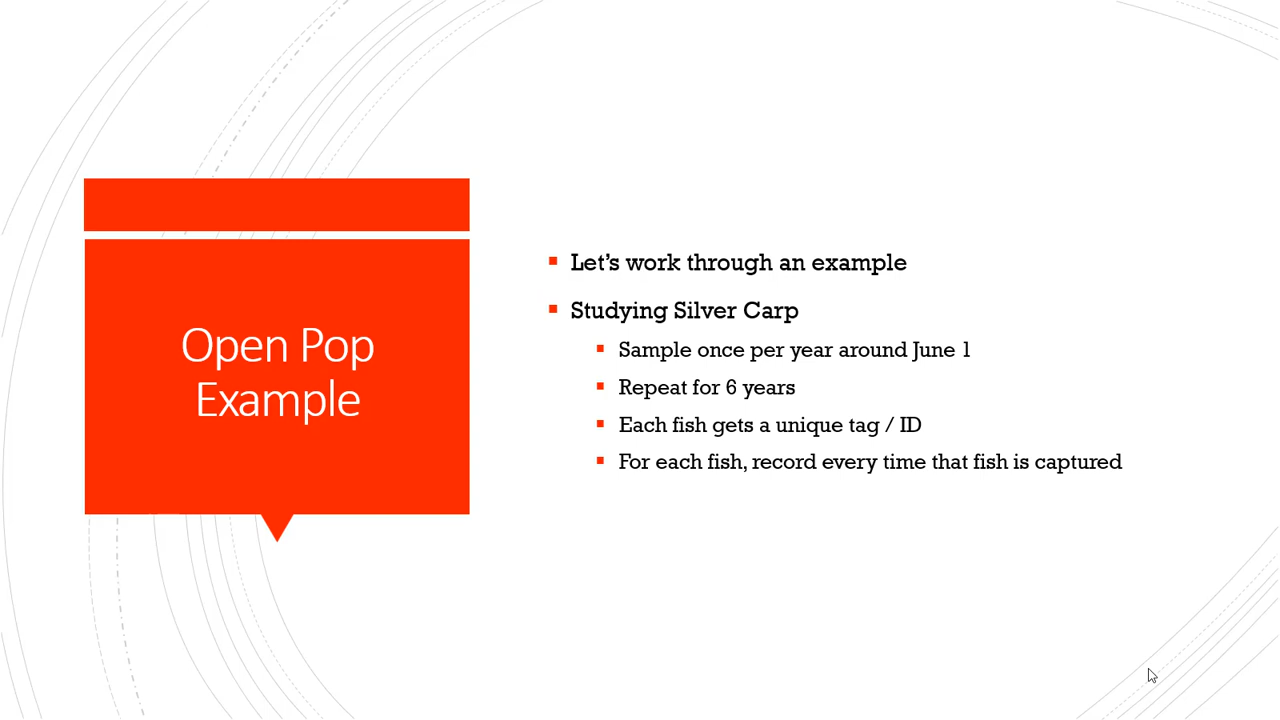 Open Pop
Example
Let’s work through an example
Studying Silver Carp
Sample once per year around June 1
Repeat for 6 years
Each fish gets a unique tag / ID
For each fish, record every time that fish is captured